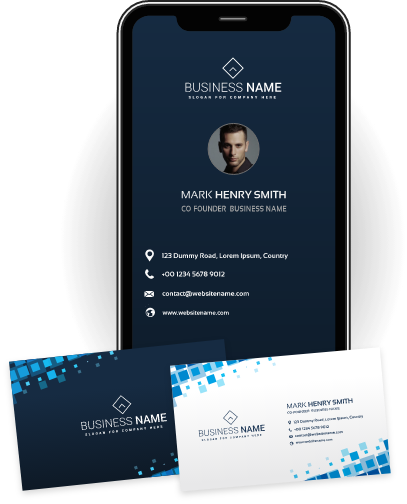 BUSINESS NAME
SLOGAN FOR COMPANY HERE
MARK HENRY SMITH
CO FOUNDER BUSINESS NAME
123 Dummy Road, Lorem Ipsum, Country
+00 1234 5678 9012
contact@websitename.com
www.websitename.com
BUSINESS NAME
SLOGAN FOR COMPANY HERE
BUSINESS NAME
SLOGAN FOR COMPANY HERE
MARK HENRY SMITH
CO FOUNDER BUSINESS NAME
123 Dummy Road, Lorem Ipsum, Country
+00 1234 5678 9012
contact@websitename.com
www.websitename.com